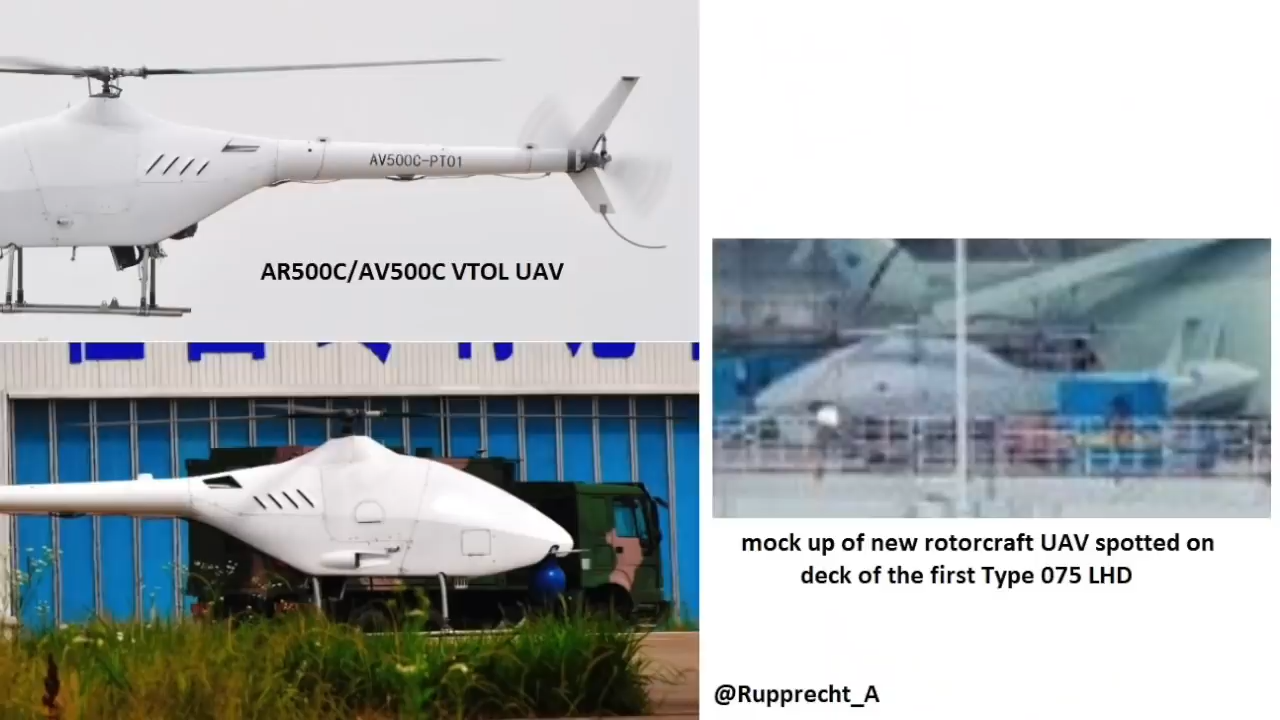 AV500C-PT01
AR500C/AV500C VTOL UAV
mock up of new rotorcraft UAV spotted on
deck of the first Type 075 LHD
@Rupprecht_A